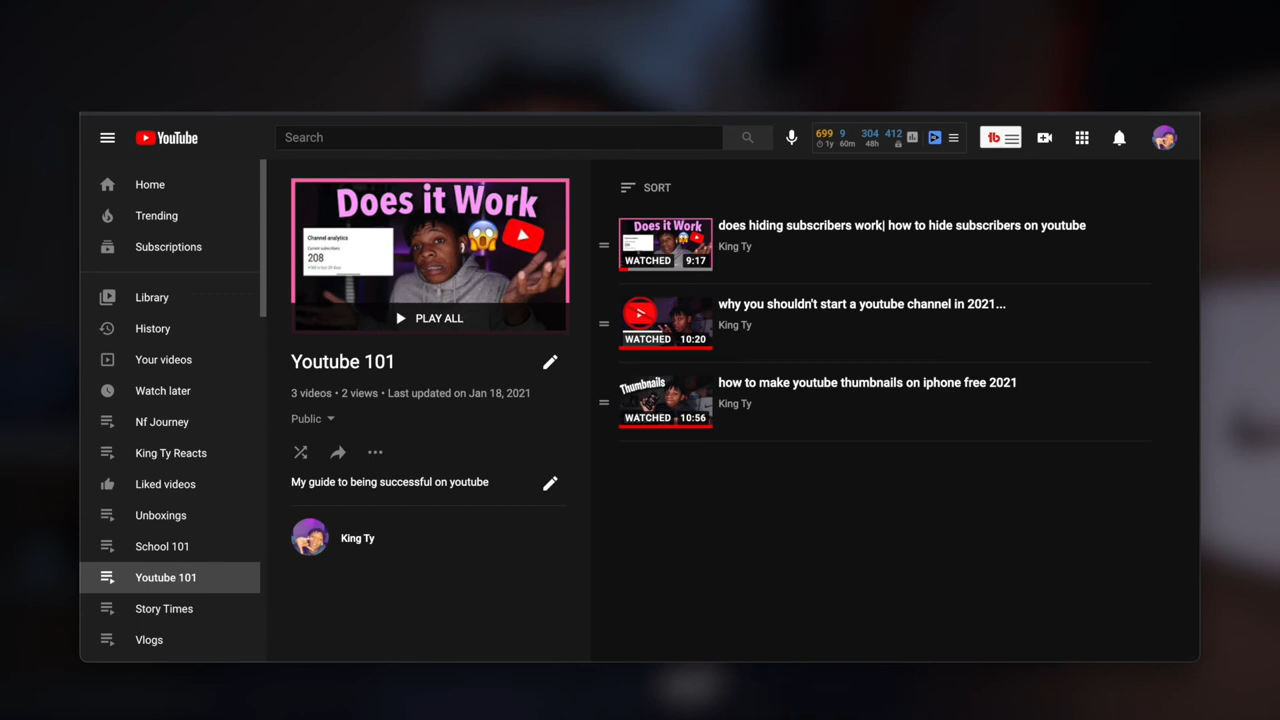 YouTube
Search
699 9 304 412
1y 60m 48h
tb
Home
Trending
Subscriptions
Library
History
Your videos
Watch later
Nf Journey
King Ty Reacts
Liked videos
Unboxings
School 101
Youtube 101
Story Times
Vlogs
Does it Work
Channel analytics
Current subscribers
208
PLAY ALL
Youtube 101
3 videos • 2 views • Last updated on Jan 18, 2021
Public
My guide to being successful on youtube
King Ty
SORT
Does it Work
WATCHED 9:17
does hiding subscribers work| how to hide subscribers on youtube
King Ty
WATCHED 10:20
why you shouldn't start a youtube channel in 2021...
King Ty
Thumbnails
WATCHED 10:56
how to make youtube thumbnails on iphone free 2021
King Ty